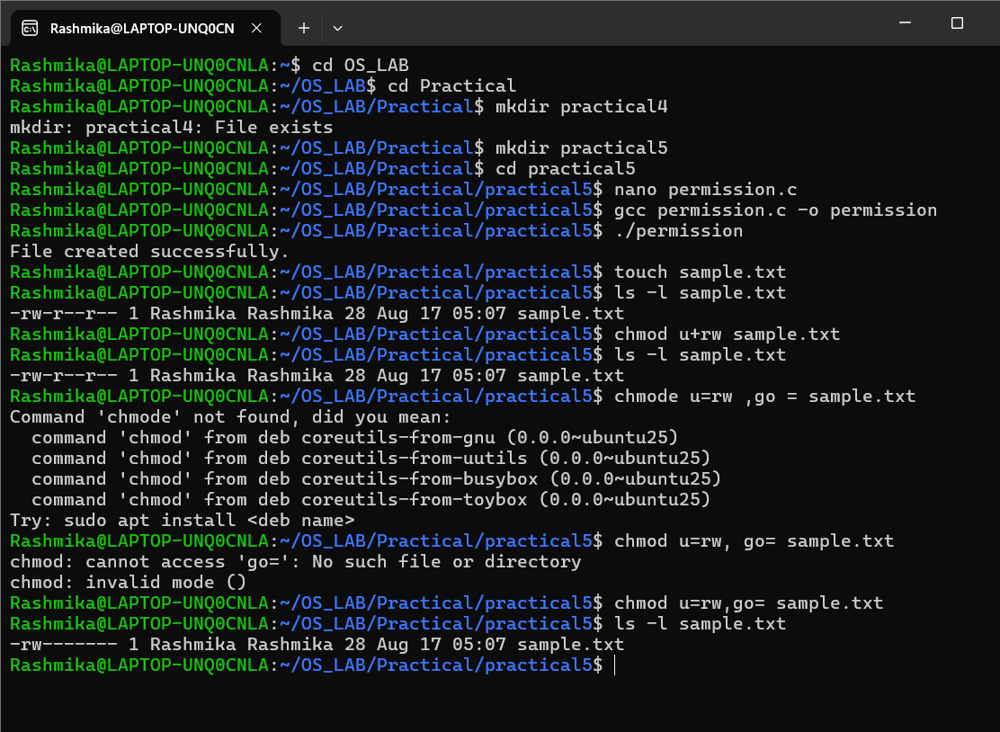 Rashmika@LAPTOP-UNQ0CN
Rashmika@LAPTOP-UNQ0CNLA:~$ cd OS_LAB
Rashmika@LAPTOP-UNQ0CNLA:~/OS_LAB$ cd Practical
Rashmika@LAPTOP-UNQ0CNLA:~/OS_LAB/Practical$ mkdir practical4
mkdir: practical4: File exists
Rashmika@LAPTOP-UNQ0CNLA:~/OS_LAB/Practical$ mkdir practical5
Rashmika@LAPTOP-UNQ0CNLA:~/OS_LAB/Practical$ cd practical5
Rashmika@LAPTOP-UNQ0CNLA:~/OS_LAB/Practical/practical5$ nano permission.c
Rashmika@LAPTOP-UNQ0CNLA:~/OS_LAB/Practical/practical5$ gcc permission.c -o permission
Rashmika@LAPTOP-UNQ0CNLA:~/OS_LAB/Practical/practical5$ ./permission
File created successfully.
Rashmika@LAPTOP-UNQ0CNLA:~/OS_LAB/Practical/practical5$ touch sample.txt
Rashmika@LAPTOP-UNQ0CNLA:~/OS_LAB/Practical/practical5$ ls -l sample.txt
-rw-r--r-- 1 Rashmika Rashmika 28 Aug 17 05:07 sample.txt
Rashmika@LAPTOP-UNQ0CNLA:~/OS_LAB/Practical/practical5$ chmod u+rw sample.txt
Rashmika@LAPTOP-UNQ0CNLA:~/OS_LAB/Practical/practical5$ ls -l sample.txt
-rw-r--r-- 1 Rashmika Rashmika 28 Aug 17 05:07 sample.txt
Rashmika@LAPTOP-UNQ0CNLA:~/OS_LAB/Practical/practical5$ chmode u=rw ,go = sample.txt
Command 'chmode' not found, did you mean:
  command 'chmod' from deb coreutils-from-gnu (0.0.0~ubuntu25)
  command 'chmod' from deb coreutils-from-uutils (0.0.0~ubuntu25)
  command 'chmod' from deb coreutils-from-busybox (0.0.0~ubuntu25)
  command 'chmod' from deb coreutils-from-toybox (0.0.0~ubuntu25)
Try: sudo apt install <deb name>
Rashmika@LAPTOP-UNQ0CNLA:~/OS_LAB/Practical/practical5$ chmod u=rw, go= sample.txt
chmod: cannot access 'go=': No such file or directory
chmod: invalid mode ()
Rashmika@LAPTOP-UNQ0CNLA:~/OS_LAB/Practical/practical5$ chmod u=rw,go= sample.txt
Rashmika@LAPTOP-UNQ0CNLA:~/OS_LAB/Practical/practical5$ ls -l sample.txt
-rw------- 1 Rashmika Rashmika 28 Aug 17 05:07 sample.txt
Rashmika@LAPTOP-UNQ0CNLA:~/OS_LAB/Practical/practical5$